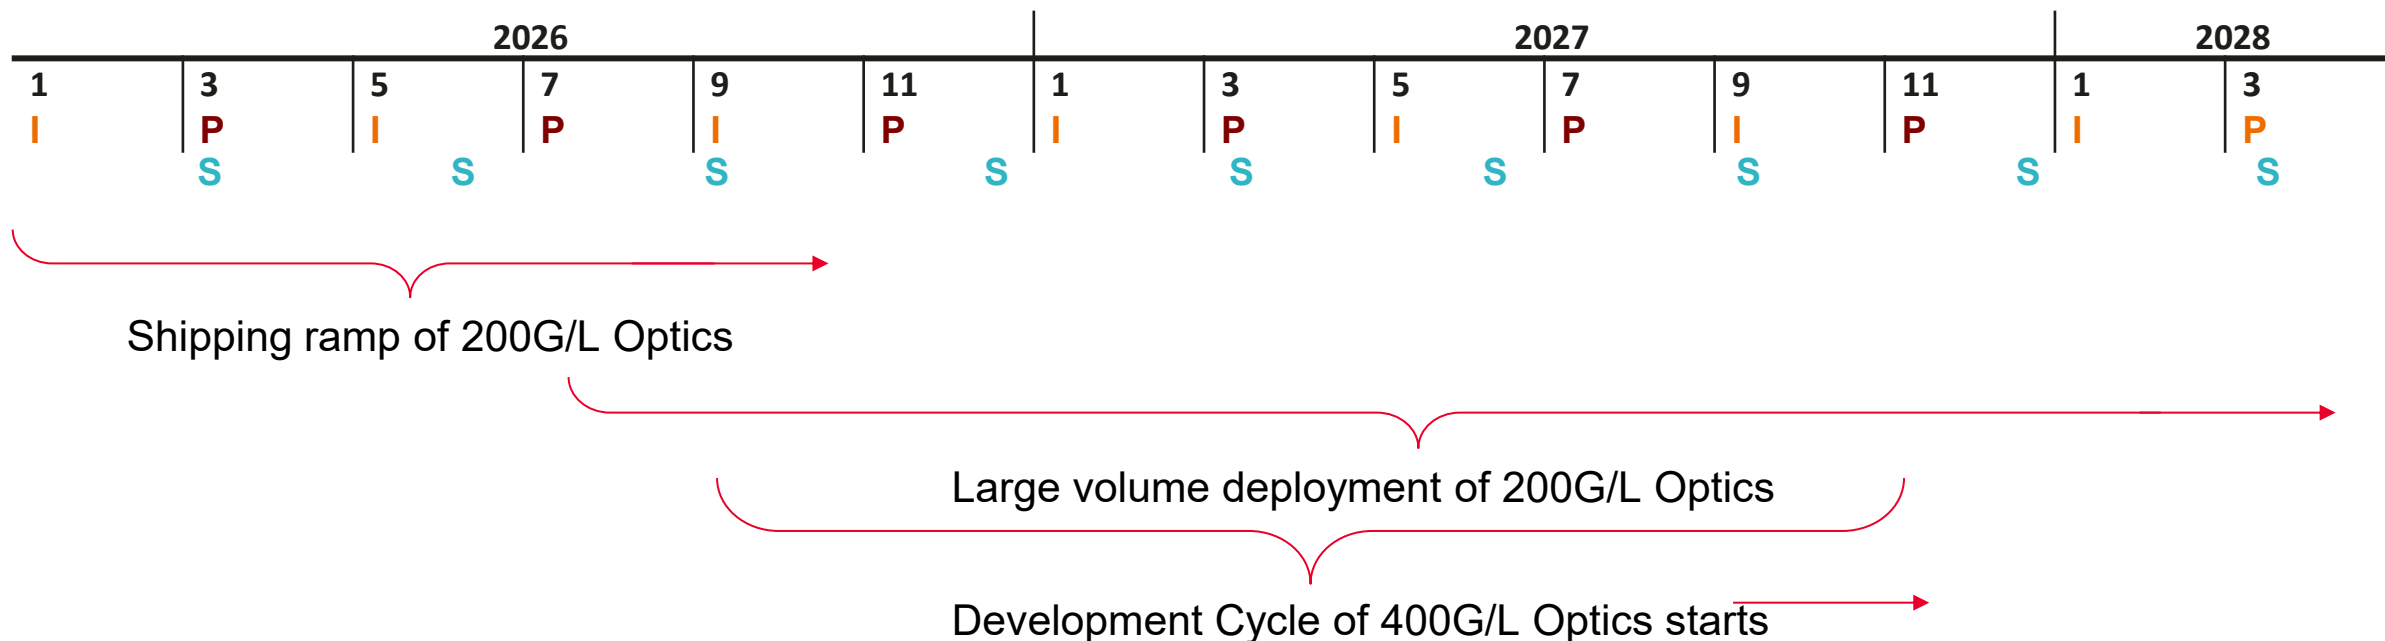 2026 2027 2028
1 3 5 7 9 11 1 3 5 7 9 11 1 3
I P I P I P I P I P I P I P
S S S S S S S S S
Shipping ramp of 200G/L Optics
Large volume deployment of 200G/L Optics
Development Cycle of 400G/L Optics starts